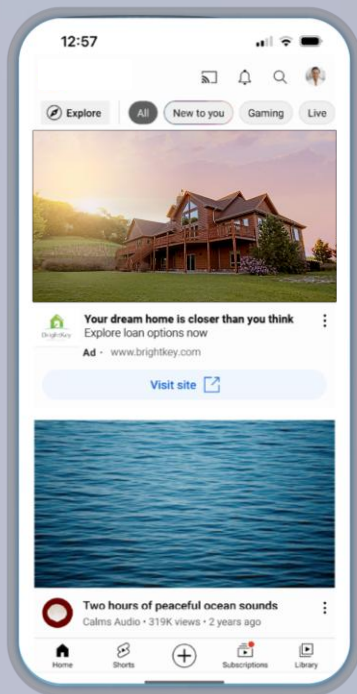 12:57
Explore All New to you Gaming Live
BrightKey
Your dream home is closer than you think
Explore loan options now
Ad · www.brightkey.com
Visit site
Two hours of peaceful ocean sounds
Calms Audio • 319K views • 2 years ago
Home Shorts Subscriptions Library